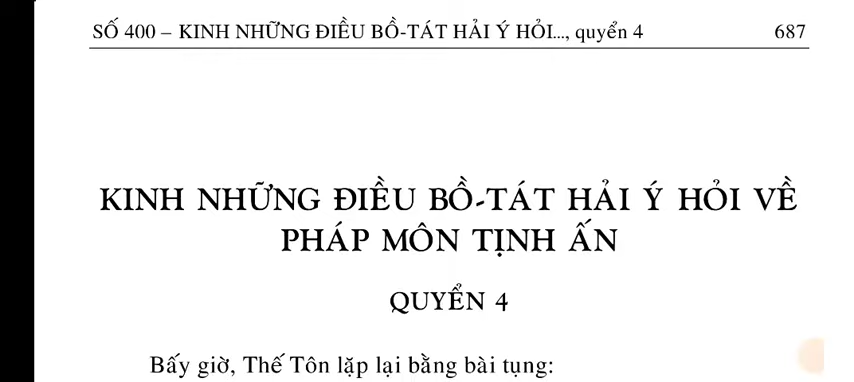 SỐ 400 – KINH NHỮNG ĐIỀU BỒ-TÁT HẢI Ý HỎI..., quyển 4 687
KINH NHỮNG ĐIỀU BỒ-TÁT HẢI Ý HỎI VỀ
PHÁP MÔN TỊNH ẤN
QUYỂN 4
Bấy giờ, Thế Tôn lặp lại bằng bài tụng: